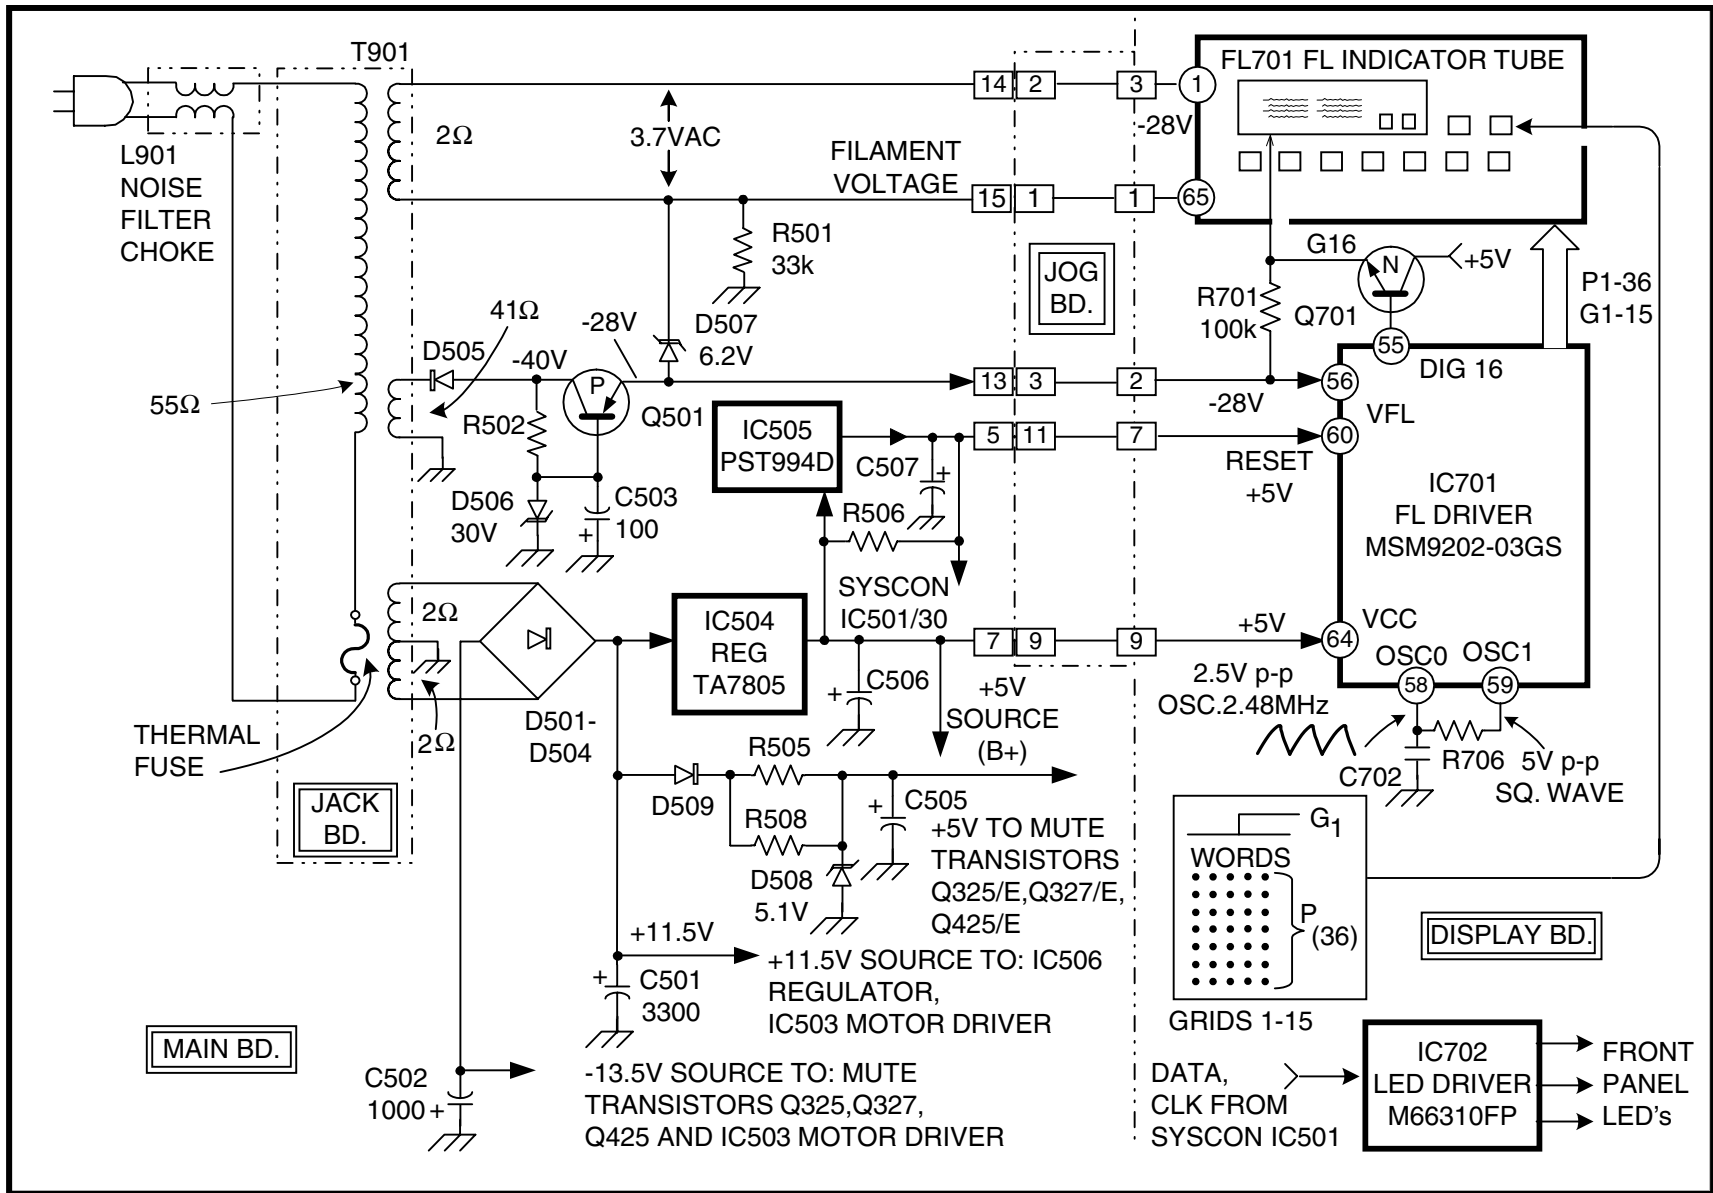 T901
L901
NOISE
FILTER
CHOKE
2Ω
3.7VAC
FILAMENT
VOLTAGE
14
2
3
1
-28V
15
1
1
65
FL701 FL INDICATOR TUBE
R501
33k
JOG
BD.
G16
N
+5V
P1-36
G1-15
R701
100k
Q701
55
DIG 16
41Ω
-28V
D507
6.2V
D505
-40V
P
Q501
55Ω
R502
13
3
2
-28V
56
VFL
IC505
PST994D
5
11
7
60
RESET
+5V
C507
+
D506
30V
C503
100
+
R506
SYSCON
IC501/30
IC701
FL DRIVER
MSM9202-03GS
2Ω
2Ω
IC504
REG
TA7805
7
9
9
+5V
64
VCC
OSC0
OSC1
58
59
2.5V p-p
OSC.2.48MHz
C702
R706
5V p-p
SQ. WAVE
+
C506
+5V
SOURCE
(B+)
D501-
D504
THERMAL
FUSE
JACK
BD.
D509
R505
R508
+
C505
D508
5.1V
+5V TO MUTE
TRANSISTORS
Q325/E,Q327/E,
Q425/E
+11.5V
+
C501
3300
+11.5V SOURCE TO: IC506
REGULATOR,
IC503 MOTOR DRIVER
G1
WORDS
P
(36)
GRIDS 1-15
DISPLAY BD.
MAIN BD.
C502
1000
+
-13.5V SOURCE TO: MUTE
TRANSISTORS Q325,Q327,
Q425 AND IC503 MOTOR DRIVER
DATA,
CLK FROM
SYSCON IC501
IC702
LED DRIVER
M66310FP
FRONT
PANEL
LED's